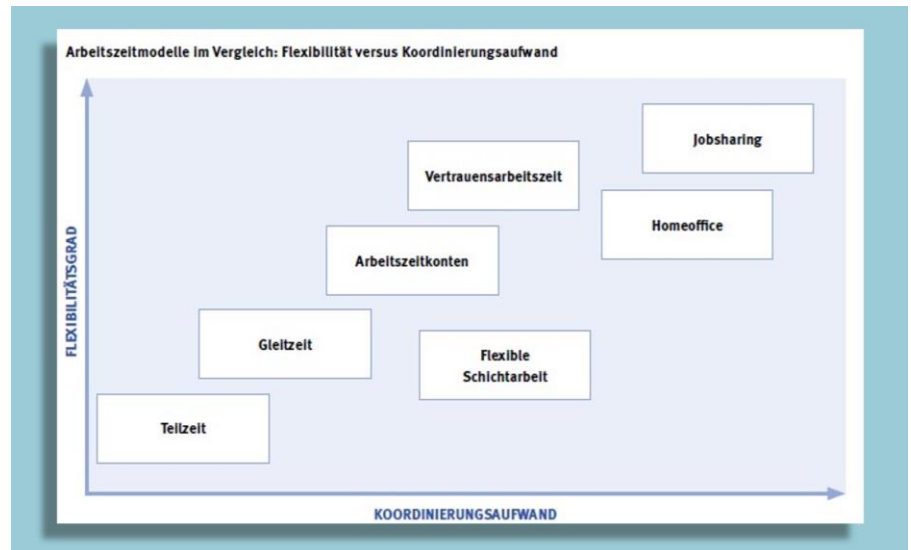 Arbeitszeitmodelle im Vergleich: Flexibilität versus Koordinierungsaufwand
Jobsharing
Vertrauensarbeitszeit
Homeoffice
Arbeitszeitkonten
Gleitzeit
Flexible
Schichtarbeit
Teilzeit
FLEXIBILITÄTSGRAD
KOORDINIERUNGSAUFWAND